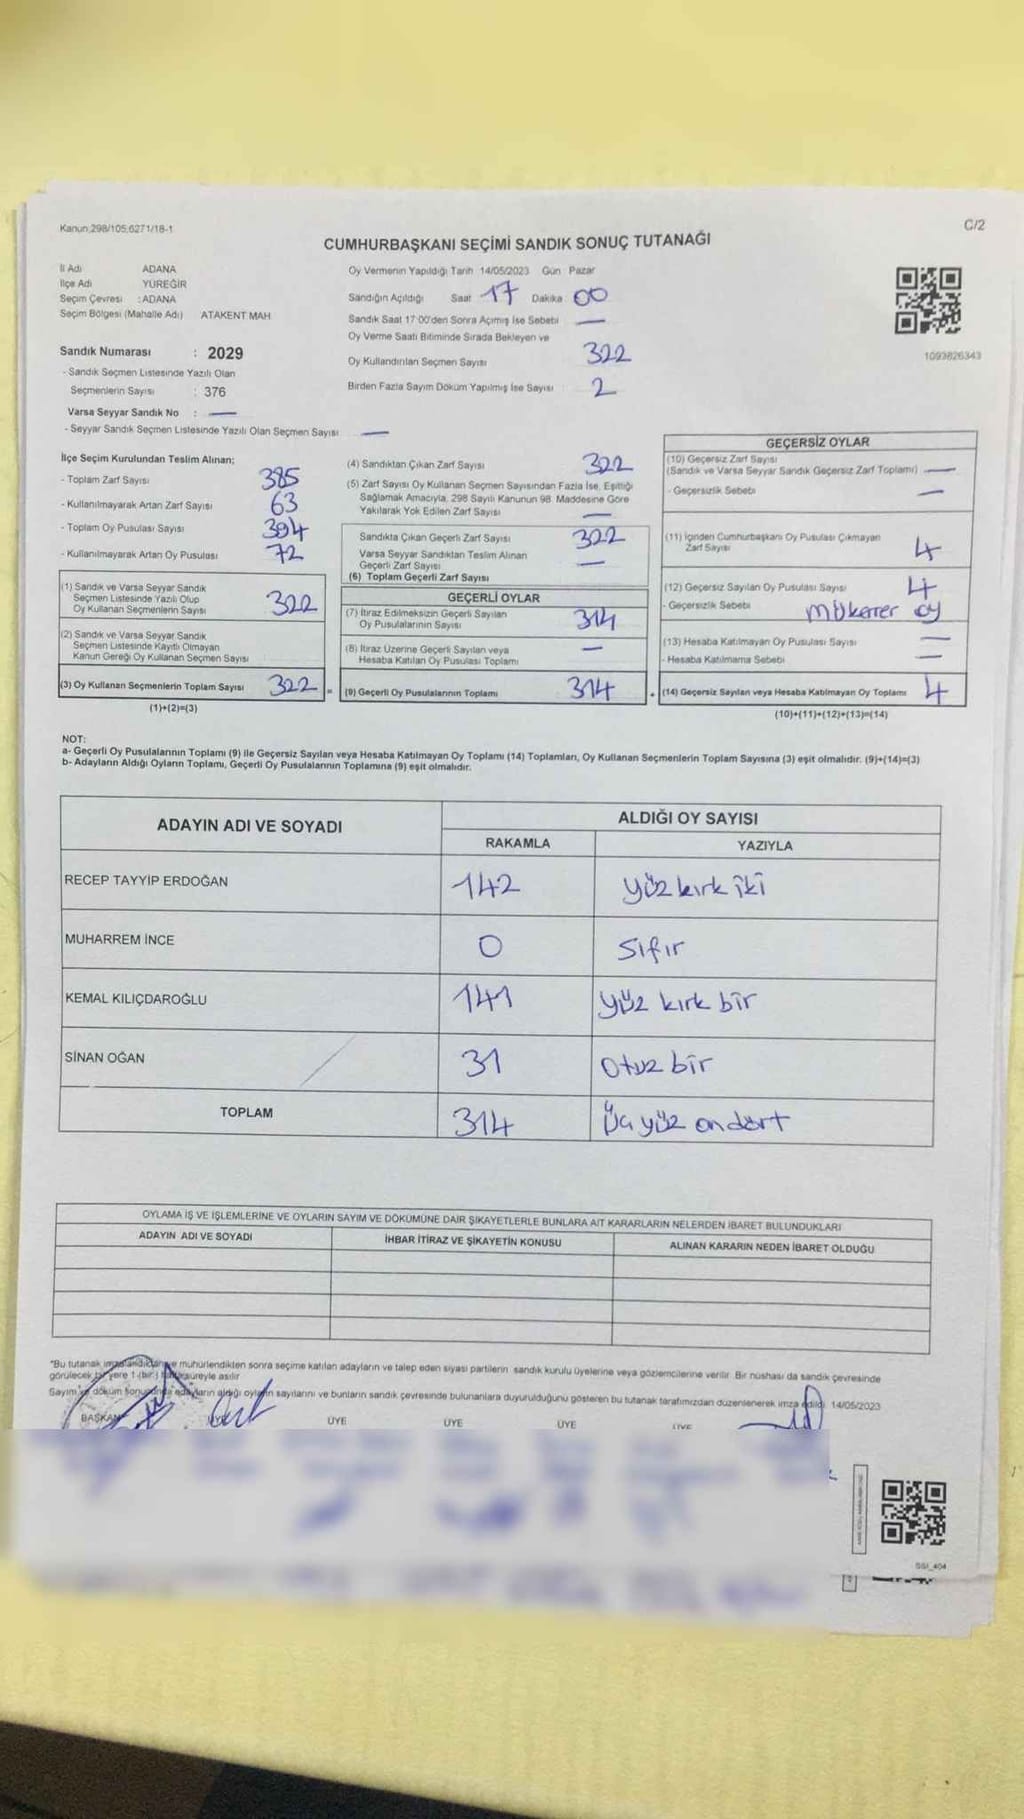 Kanun;298/105;6271/18-1
C/2
CUMHURBAŞKANI SEÇİMİ SANDIK SONUÇ TUTANAĞI
İl Adı ADANA
İlçe Adı YÜREĞİR
Seçim Çevresi : ADANA
Seçim Bölgesi (Mahalle Adı) ATAKENT MAH
Sandık Numarası : 2029
- Sandık Seçmen Listesinde Yazılı Olan
Seçmenlerin Sayısı : 376
Varsa Seyyar Sandık No : —
- Seyyar Sandık Seçmen Listesinde Yazılı Olan Seçmen Sayısı —
Oy Vermenin Yapıldığı Tarih 14/05/2023 Gün Pazar
Sandığın Açıldığı Saat 17 Dakika 00
Sandık Saat 17:00'den Sonra Açımış İse Sebebi —
Oy Verme Saati Bitiminde Sırada Bekleyen ve
Oy Kullandırılan Seçmen Sayısı 322
Birden Fazla Sayım Döküm Yapılmış İse Sayısı : 2
1093826343
İlçe Seçim Kurulundan Teslim Alınan;
- Toplam Zarf Sayısı 385
- Kullanılmayarak Artan Zarf Sayısı 63
- Toplam Oy Pusulası Sayısı 394
- Kullanılmayarak Artan Oy Pusulası 72
(1) Sandık ve Varsa Seyyar Sandık
Seçmen Listesinde Yazılı Olup
Oy Kullanan Seçmenlerin Sayısı 322
(2) Sandık ve Varsa Seyyar Sandık
Seçmen Listesinde Kayıtlı Olmayan
Kanun Gereği Oy Kullanan Seçmen Sayısı
(3) Oy Kullanan Seçmenlerin Toplam Sayısı 322 =
(1)+(2)=(3)
(4) Sandıktan Çıkan Zarf Sayısı 322
(5) Zarf Sayısı Oy Kullanan Seçmen Sayısından Fazla İse, Eşitliği
Sağlamak Amacıyla, 298 Sayılı Kanunun 98. Maddesine Göre
Yakılarak Yok Edilen Zarf Sayısı —
Sandıkta Çıkan Geçerli Zarf Sayısı 322
Varsa Seyyar Sandıktan Teslim Alınan
Geçerli Zarf Sayısı —
(6) Toplam Geçerli Zarf Sayısı
GEÇERLİ OYLAR
(7) İtiraz Edilmeksizin Geçerli Sayılan
Oy Pusulalarının Sayısı 314
(8) İtiraz Üzerine Geçerli Sayılan veya
Hesaba Katılan Oy Pusulası Toplamı —
(9) Geçerli Oy Pusulalarının Toplamı 314 +
GEÇERSİZ OYLAR
(10) Geçersiz Zarf Sayısı
(Sandık ve Varsa Seyyar Sandık Geçersiz Zarf Toplamı) —
- Geçersizlik Sebebi —
(11) İçinden Cumhurbaşkanı Oy Pusulası Çıkmayan
Zarf Sayısı 4
(12) Geçersiz Sayılan Oy Pusulası Sayısı 4
- Geçersizlik Sebebi mükerrer oy
(13) Hesaba Katılmayan Oy Pusulası Sayısı —
- Hesaba Katılmama Sebebi —
(14) Geçersiz Sayılan veya Hesaba Katılmayan Oy Toplamı 4
(10)+(11)+(12)+(13)=(14)
NOT:
a- Geçerli Oy Pusulalarının Toplamı (9) ile Geçersiz Sayılan veya Hesaba Katılmayan Oy Toplamı (14) Toplamları, Oy Kullanan Seçmenlerin Toplam Sayısına (3) eşit olmalıdır. (9)+(14)=(3)
b- Adayların Aldığı Oyların Toplamı, Geçerli Oy Pusulalarının Toplamına (9) eşit olmalıdır.
ADAYIN ADI VE SOYADI
ALDIĞI OY SAYISI
RAKAMLA YAZIYLA
RECEP TAYYİP ERDOĞAN 142 yüz kırk iki
MUHARREM İNCE 0 Sıfır
KEMAL KILIÇDAROĞLU 141 yüz kırk bir
SİNAN OĞAN 31 otuz bir
TOPLAM 314 Üç yüz on dört
OYLAMA İŞ VE İŞLEMLERİNE VE OYLARIN SAYIM VE DÖKÜMÜNE DAİR ŞİKAYETLERLE BUNLARA AİT KARARLARIN NELERDEN İBARET BULUNDUKLARI
ADAYIN ADI VE SOYADI İHBAR İTİRAZ VE ŞİKAYETİN KONUSU ALINAN KARARIN NEDEN İBARET OLDUĞU
*Bu tutanak imzalandıktan ve mühürlendikten sonra seçime katılan adayların ve talep eden siyasi partilerin sandık kurulu üyelerine veya gözlemcilerine verilir. Bir nüshası da sandık çevresinde
görülecek bir yere 1 (bir) hafta süreyle asılır
Sayım ve döküm sonucunda adayların aldığı oyların sayılarını ve bunların sandık çevresinde bulunanlara duyurulduğunu gösteren bu tutanak tarafımızdan düzenlenerek imza edildi. 14/05/2023
BAŞKAN ÜYE ÜYE ÜYE ÜYE